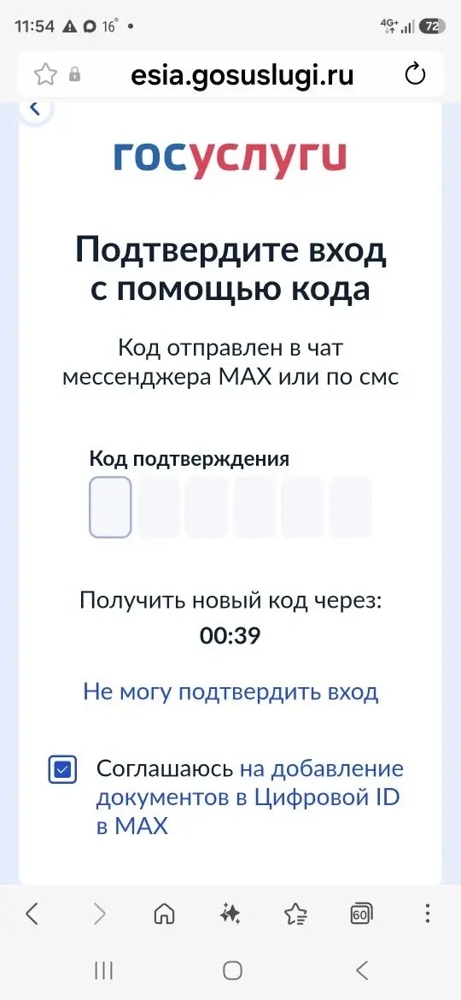 11:54 16°
4G+ 72
esia.gosuslugi.ru
госуслуги
Подтвердите вход
с помощью кода
Код отправлен в чат
мессенджера MAX или по смс
Код подтверждения
Получить новый код через:
00:39
Не могу подтвердить вход
Соглашаюсь на добавление
документов в Цифровой ID
в MAX
60